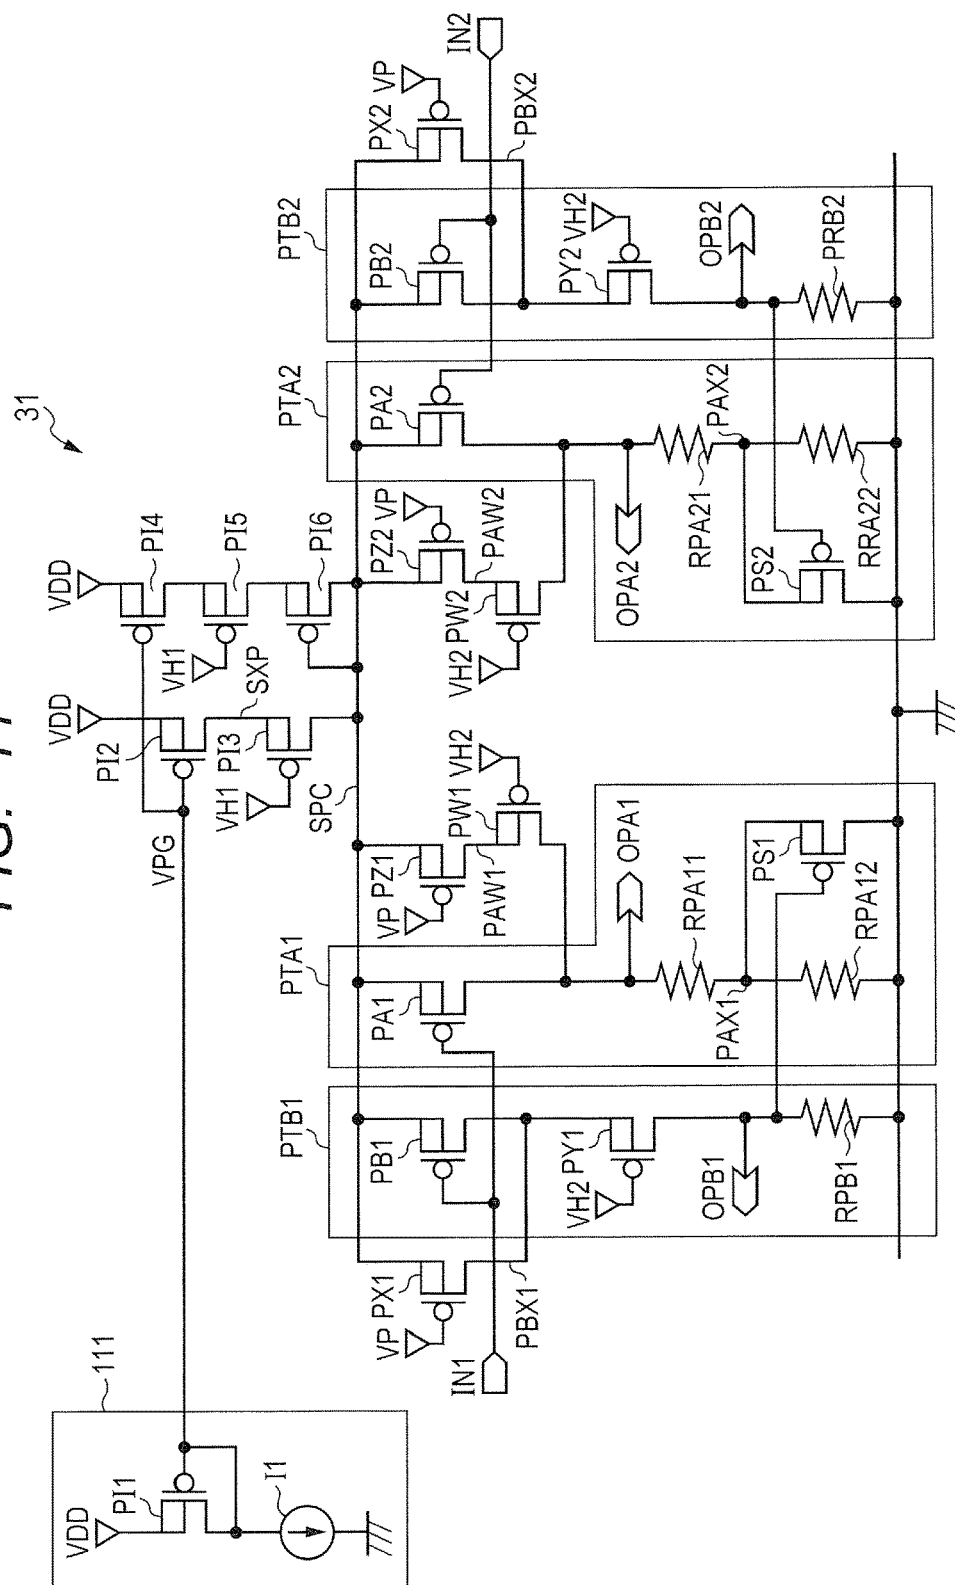 31
VDD
VDD
VDD
111
PI1
PI2
PI4
VPG
VH1
PI5
I1
VH1
PI3
SXP
PI6
SPC
PTB1
PTA1
PTA2
PTB2
VP
PX1
PB1
PA1
VP
PZ1
PZ2
VP
PA2
PB2
PX2
VP
IN1
PBX1
PAW1
PW1
VH2
VH2
PW2
PAW2
PBX2
IN2
VH2
PY1
OPA1
OPA2
PY2
VH2
OPB1
PAX1
RPA11
RPA21
PAX2
OPB2
PS1
PS2
RPB1
RPA12
RRA22
PRB2